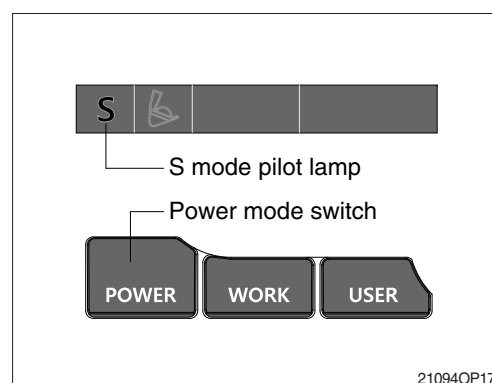 S
S mode pilot lamp
Power mode switch
POWER WORK USER
21094OP17